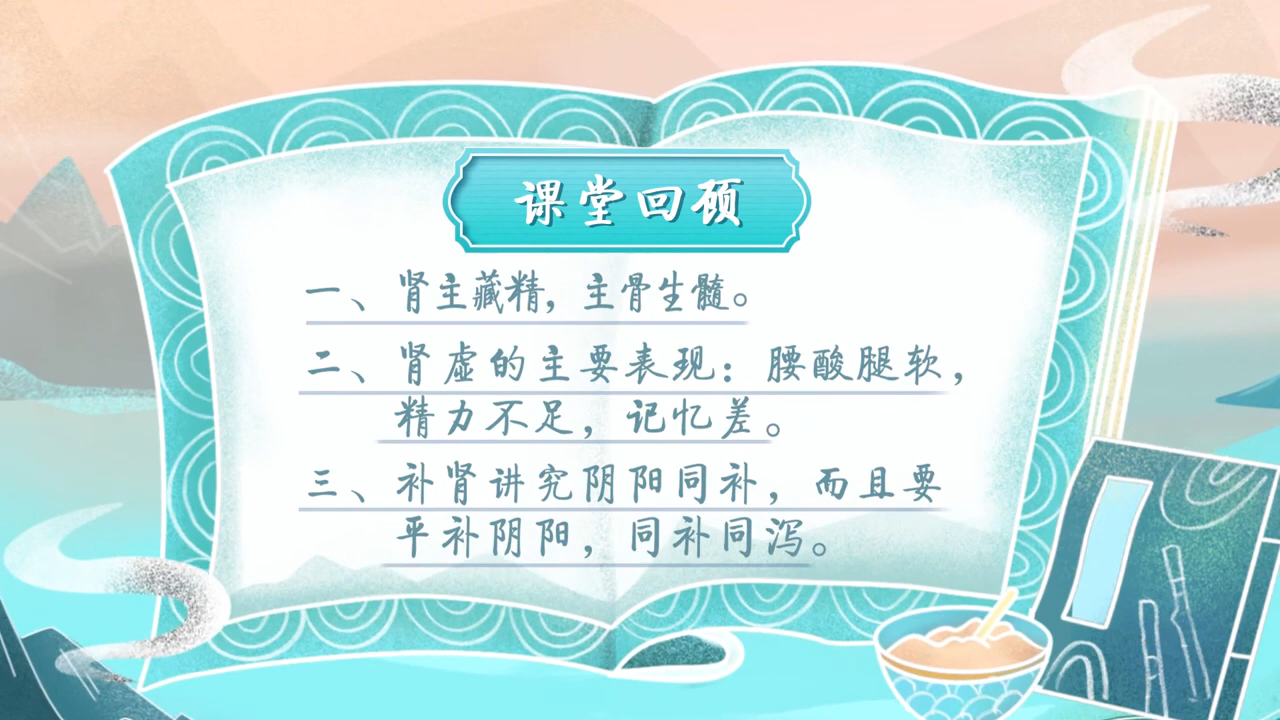 课堂回顾
一、肾主藏精，主骨生髓。
二、肾虚的主要表现：腰酸腿软，
精力不足，记忆差。
三、补肾讲究阴阳同补，而且要
平补阴阳，同补同泻。